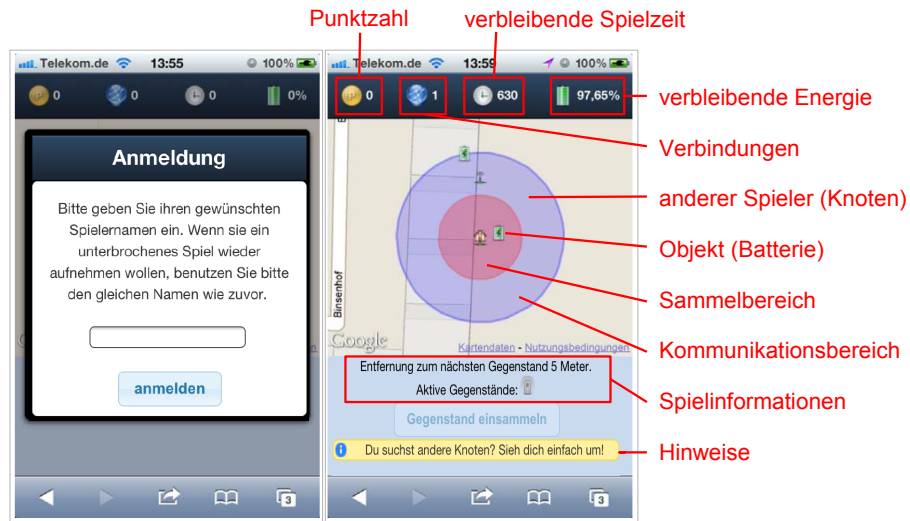 Punktzahl
verbleibende Spielzeit
Telekom.de 13:55 100%
0 0 0 0%
Anmeldung
Bitte geben Sie ihren gewünschten
Spielernamen ein. Wenn sie ein
unterbrochenes Spiel wieder
aufnehmen wollen, benutzen Sie bitte
den gleichen Namen wie zuvor.
anmelden
3
Telekom.de 13:59 100%
0 1 630 97,65%
Binsenhof
Google
Kartendaten - Nutzungsbedingungen
Entfernung zum nächsten Gegenstand 5 Meter.
Aktive Gegenstände:
Gegenstand einsammeln
Du suchst andere Knoten? Sieh dich einfach um!
3
verbleibende Energie
Verbindungen
anderer Spieler (Knoten)
Objekt (Batterie)
Sammelbereich
Kommunikationsbereich
Spielinformationen
Hinweise